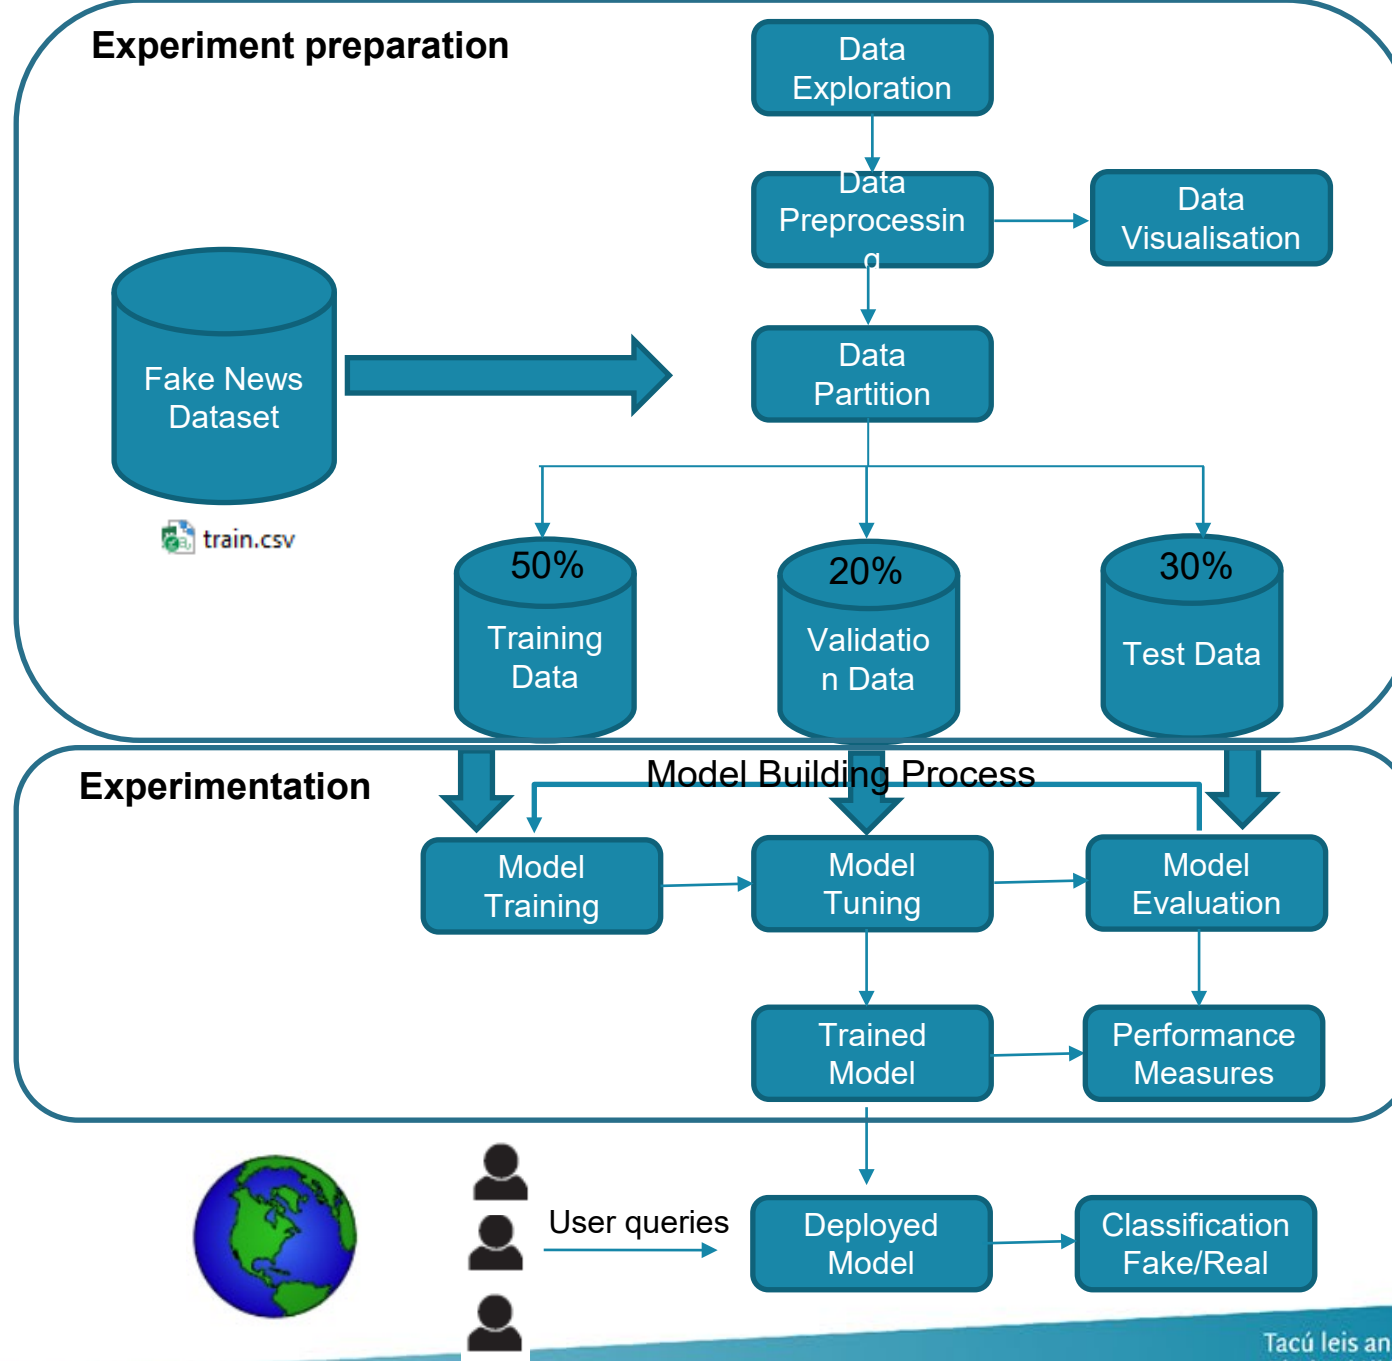 Experiment preparation
Data
Exploration
Data
Preprocessin
g
Data
Visualisation
Fake News
Dataset
train.csv
Data
Partition
50%
Training
Data
20%
Validatio
n Data
30%
Test Data
Experimentation
Model Building Process
Model
Training
Model
Tuning
Model
Evaluation
Trained
Model
Performance
Measures
User queries
Deployed
Model
Classification
Fake/Real
Tacú leis an